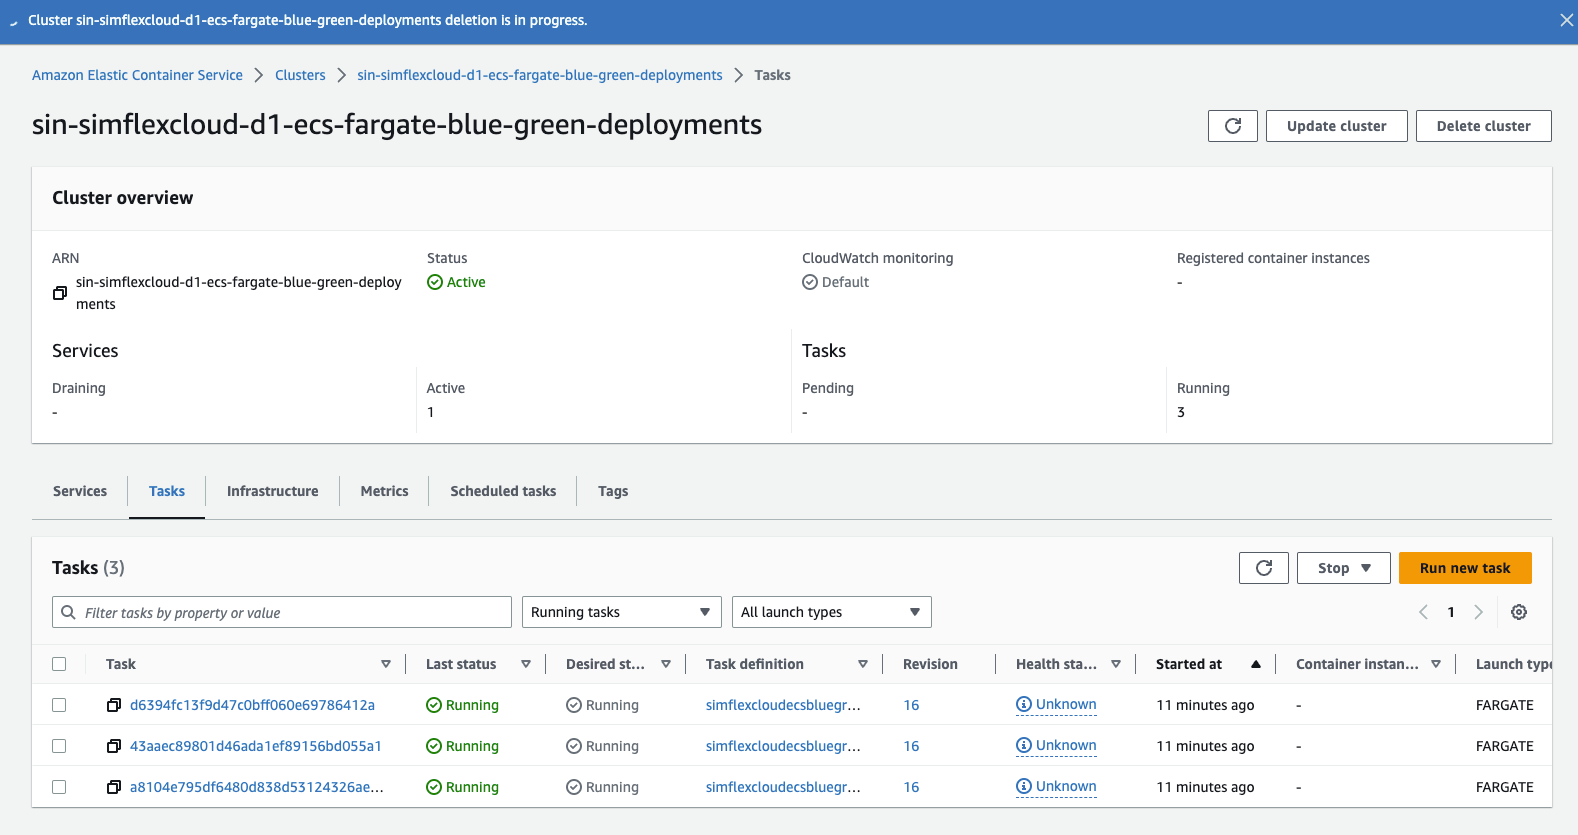 Cluster sin-simflexcloud-d1-ecs-fargate-blue-green-deployments deletion is in progress.
Amazon Elastic Container Service > Clusters > sin-simflexcloud-d1-ecs-fargate-blue-green-deployments > Tasks
sin-simflexcloud-d1-ecs-fargate-blue-green-deployments
Update cluster
Delete cluster
Cluster overview
ARN
sin-simflexcloud-d1-ecs-fargate-blue-green-deploy
ments
Status
Active
CloudWatch monitoring
Default
Registered container instances
-
Services
Draining
-
Active
1
Tasks
Pending
-
Running
3
Services Tasks Infrastructure Metrics Scheduled tasks Tags
Tasks (3)
Stop
Run new task
Filter tasks by property or value
Running tasks
All launch types
1
Task Last status Desired st... Task definition Revision Health sta... Started at Container instan... Launch type
d6394fc13f9d47c0bff060e69786412a Running Running simflexcloudecsbluegr... 16 Unknown 11 minutes ago - FARGATE
43aaec89801d46ada1ef89156bd055a1 Running Running simflexcloudecsbluegr... 16 Unknown 11 minutes ago - FARGATE
a8104e795df6480d838d53124326ae... Running Running simflexcloudecsbluegr... 16 Unknown 11 minutes ago - FARGATE